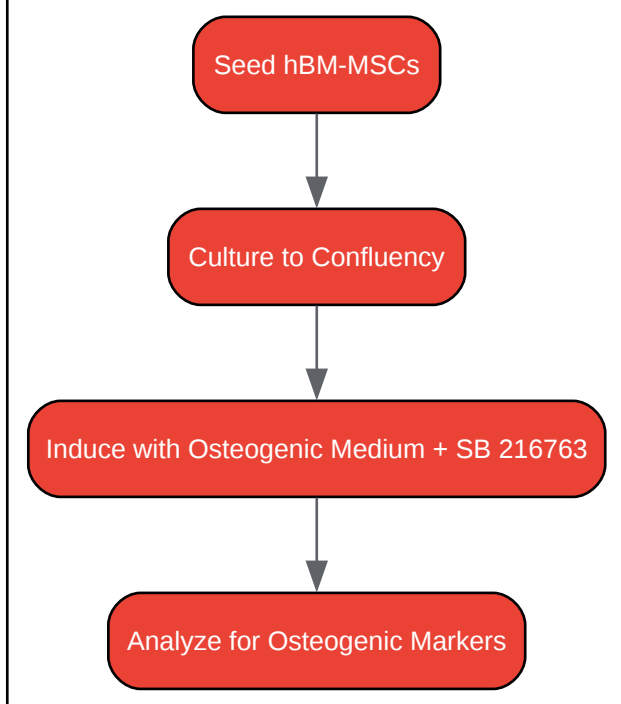 Seed hBM-MSCs
Culture to Confluency
Induce with Osteogenic Medium + SB 216763
Analyze for Osteogenic Markers